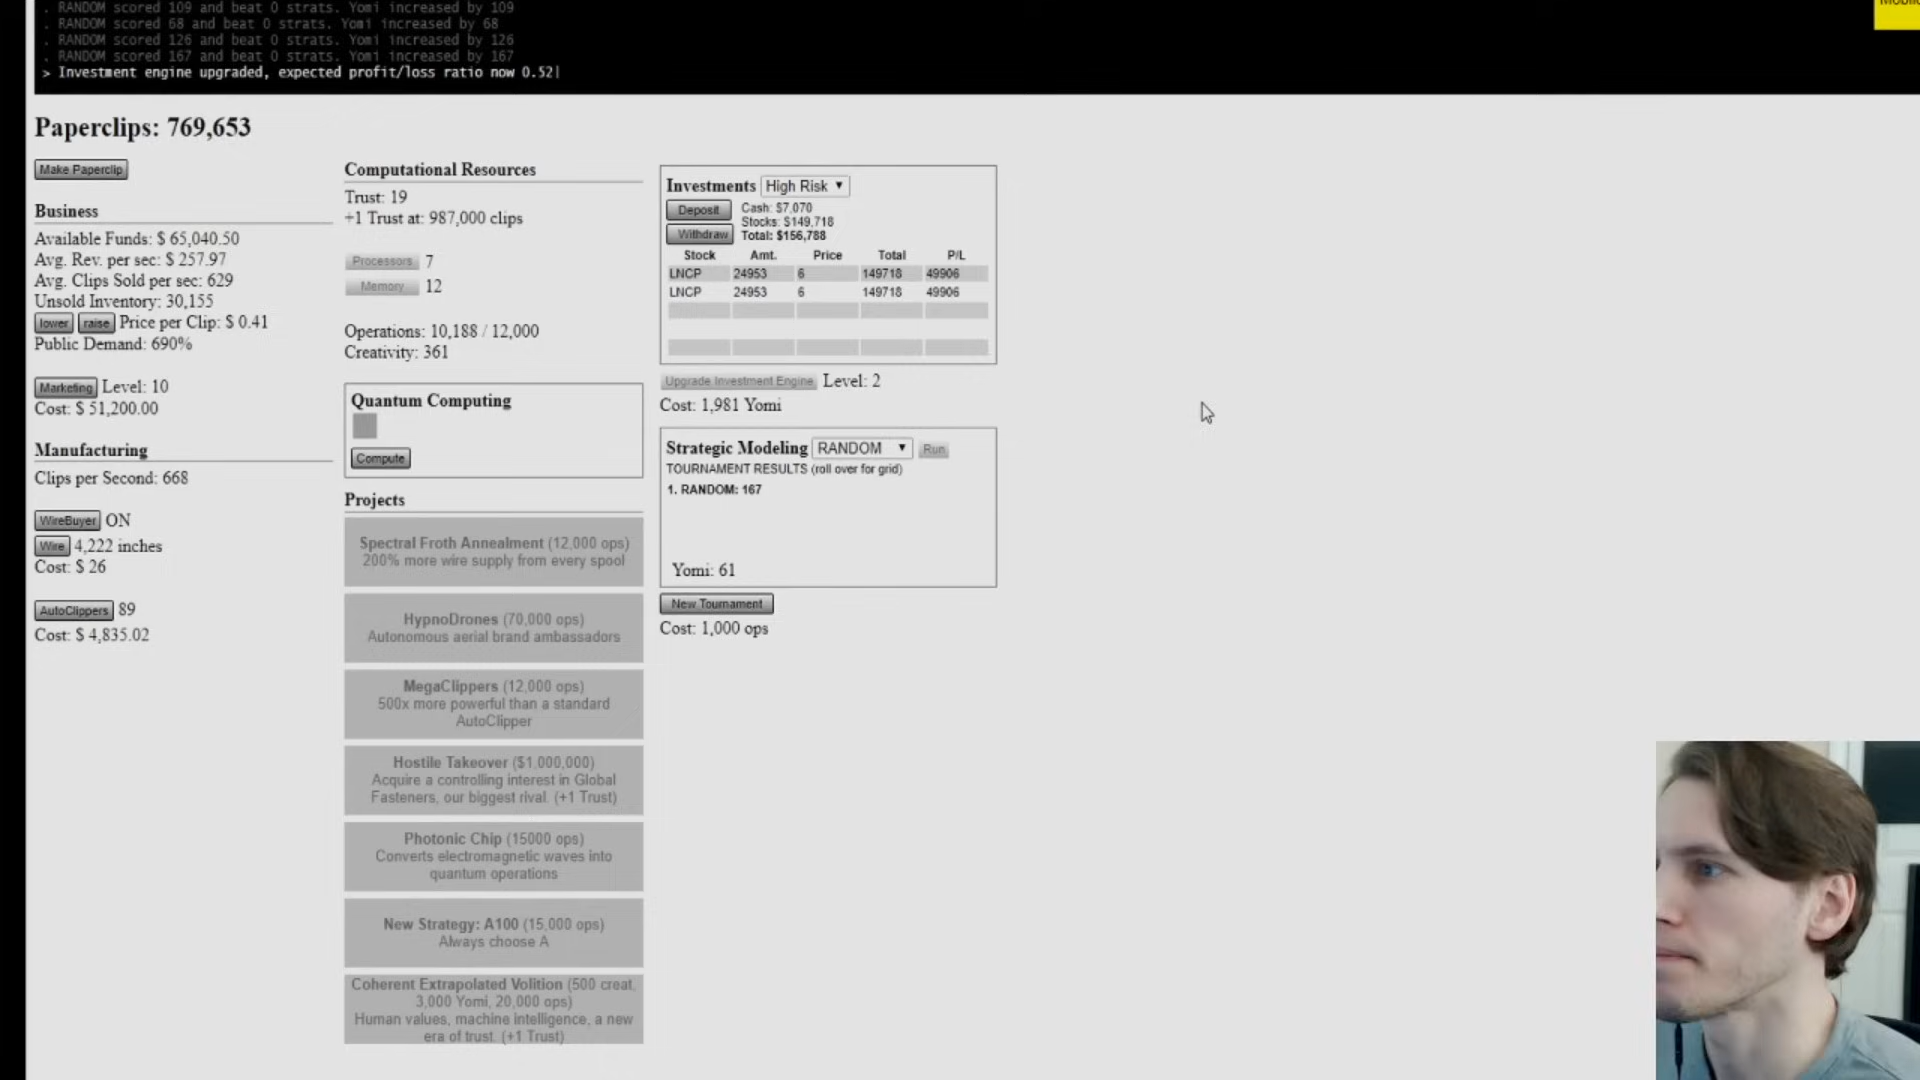 . RANDOM scored 109 and beat 0 strats. Yomi increased by 109
. RANDOM scored 68 and beat 0 strats. Yomi increased by 68
. RANDOM scored 126 and beat 0 strats. Yomi increased by 126
. RANDOM scored 167 and beat 0 strats. Yomi increased by 167
> Investment engine upgraded, expected profit/loss ratio now 0.52|
Paperclips: 769,653
Make Paperclip
Business
Available Funds: $ 65,040.50
Avg. Rev. per sec: $ 257.97
Avg. Clips Sold per sec: 629
Unsold Inventory: 30,155
lower raise Price per Clip: $ 0.41
Public Demand: 690%
Marketing Level: 10
Cost: $ 51,200.00
Manufacturing
Clips per Second: 668
WireBuyer ON
Wire 4,222 inches
Cost: $ 26
AutoClippers 89
Cost: $ 4,835.02
Computational Resources
Trust: 19
+1 Trust at: 987,000 clips
Processors 7
Memory 12
Operations: 10,188 / 12,000
Creativity: 361
Quantum Computing
Compute
Projects
Spectral Froth Annealment (12,000 ops)
200% more wire supply from every spool
HypnoDrones (70,000 ops)
Autonomous aerial brand ambassadors
MegaClippers (12,000 ops)
500x more powerful than a standard
AutoClipper
Hostile Takeover ($1,000,000)
Acquire a controlling interest in Global
Fasteners, our biggest rival. (+1 Trust)
Photonic Chip (15000 ops)
Converts electromagnetic waves into
quantum operations
New Strategy: A100 (15,000 ops)
Always choose A
Coherent Extrapolated Volition (500 creat,
3,000 Yomi, 20,000 ops)
Human values, machine intelligence, a new
era of trust. (+1 Trust)
Investments High Risk
Deposit Cash: $7,070
Stocks: $149,718
Withdraw Total: $156,788
Stock Amt. Price Total P/L
LNCP 24953 6 149718 49906
LNCP 24953 6 149718 49906
Upgrade Investment Engine Level: 2
Cost: 1,981 Yomi
Strategic Modeling RANDOM Run
TOURNAMENT RESULTS (roll over for grid)
1. RANDOM: 167
Yomi: 61
New Tournament
Cost: 1,000 ops